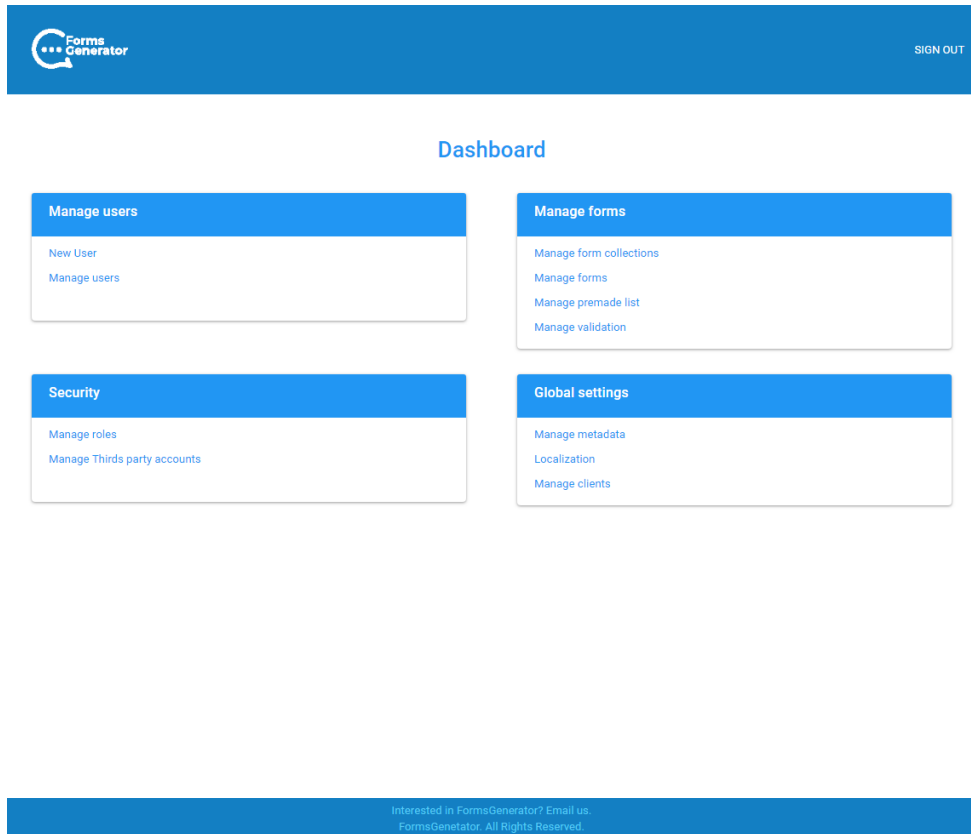 Forms
Generator
SIGN OUT
Dashboard
Manage users
New User
Manage users
Manage forms
Manage form collections
Manage forms
Manage premade list
Manage validation
Security
Manage roles
Manage Thirds party accounts
Global settings
Manage metadata
Localization
Manage clients
Interested in FormsGenerator? Email us.
FormsGenetator. All Rights Reserved.